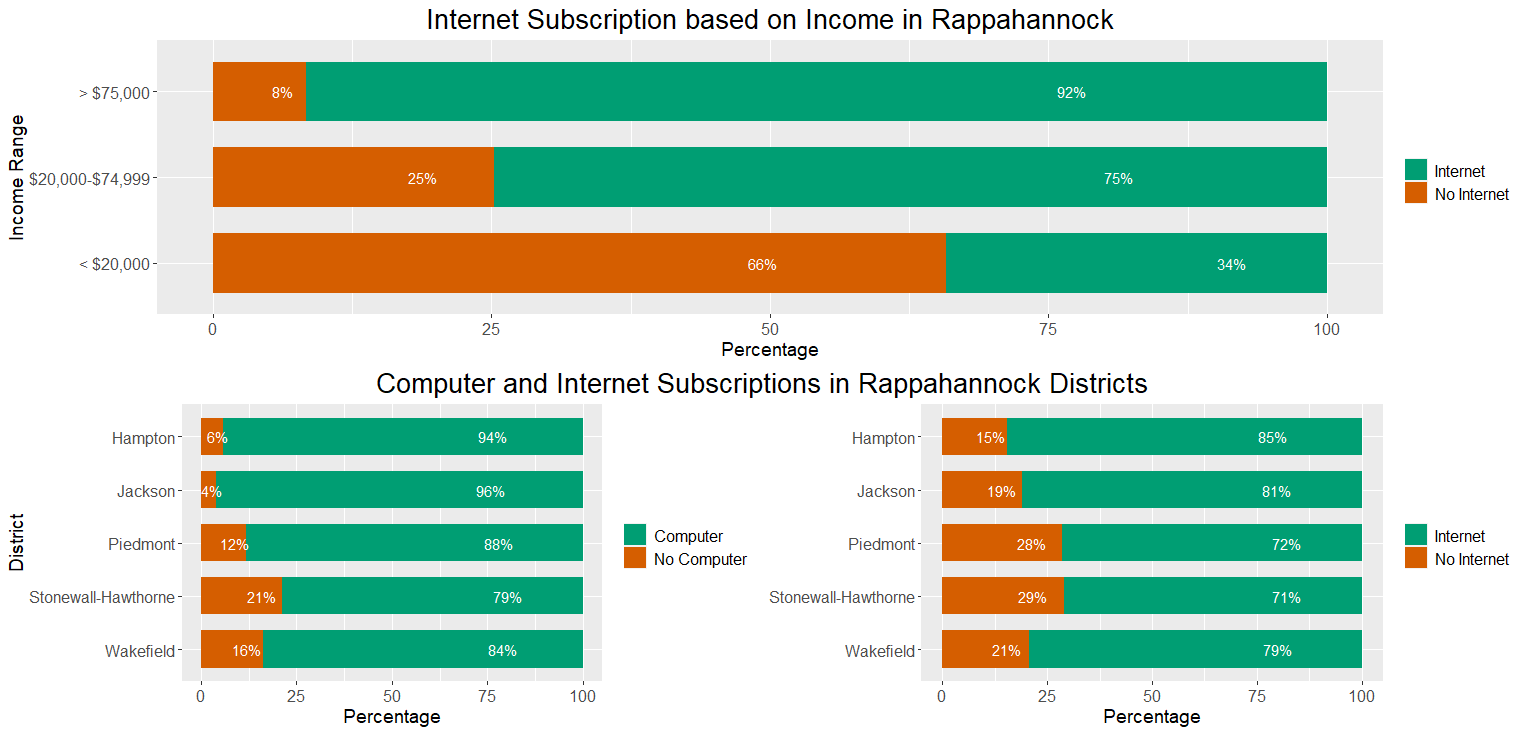 Internet Subscription based on Income in Rappahannock
Income Range
> $75,000
8%
92%
$20,000-$74,999
25%
75%
< $20,000
66%
34%
0
25
50
75
100
Percentage
Internet
No Internet
Computer and Internet Subscriptions in Rappahannock Districts
District
Hampton
6%
94%
Jackson
4%
96%
Piedmont
12%
88%
Stonewall-Hawthorne
21%
79%
Wakefield
16%
84%
0
25
50
75
100
Percentage
Computer
No Computer
Hampton
15%
85%
Jackson
19%
81%
Piedmont
28%
72%
Stonewall-Hawthorne
29%
71%
Wakefield
21%
79%
0
25
50
75
100
Percentage
Internet
No Internet